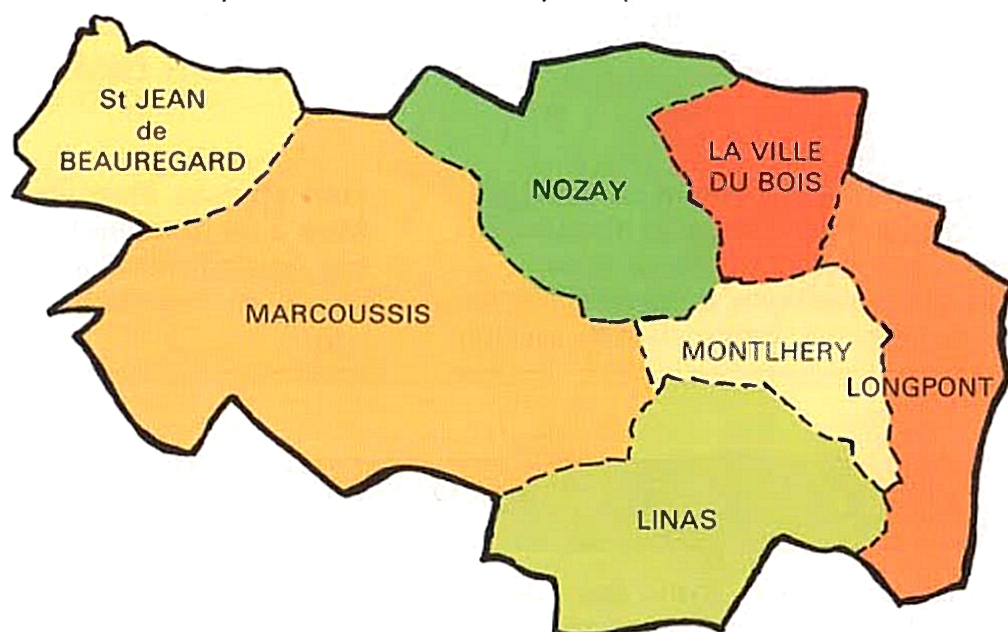 St JEAN
de
BEAUREGARD
NOZAY
LA VILLE
DU BOIS
MARCOUSSIS
MONTLHERY
LONGPONT
LINAS